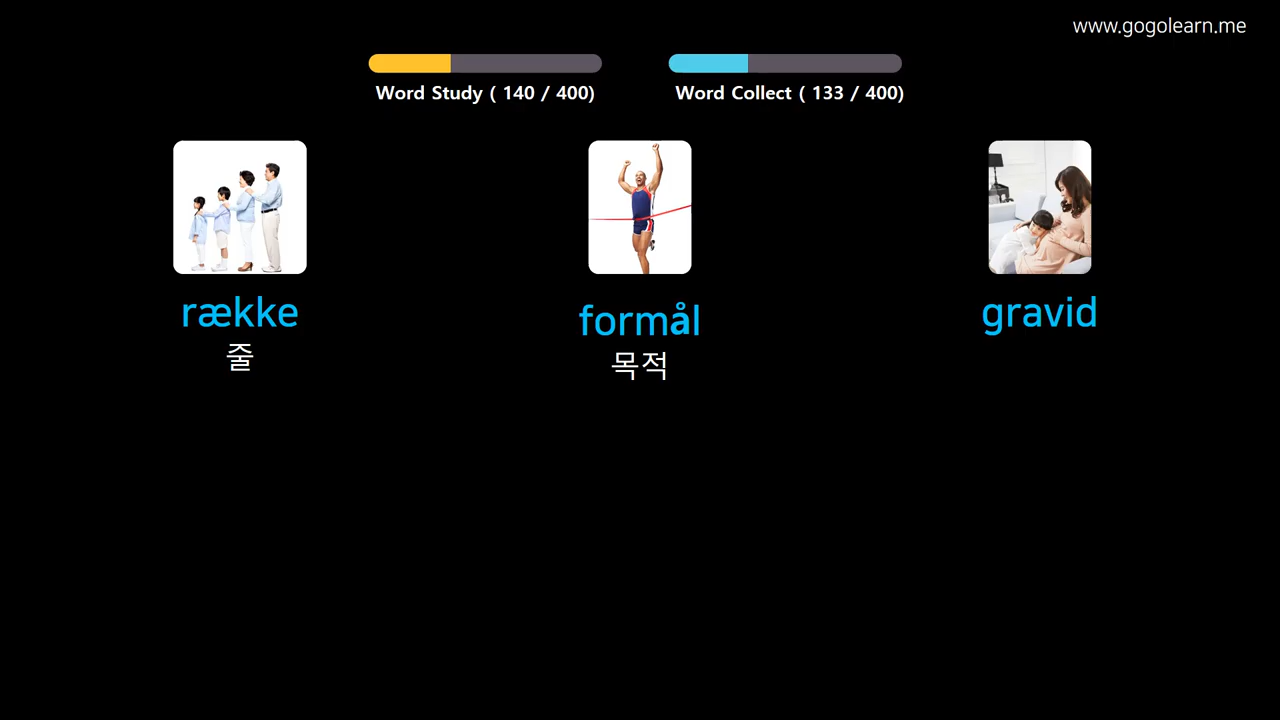 www.gogolearn.me
Word Study ( 140 / 400)
Word Collect ( 133 / 400)
række
줄
formål
목적
gravid